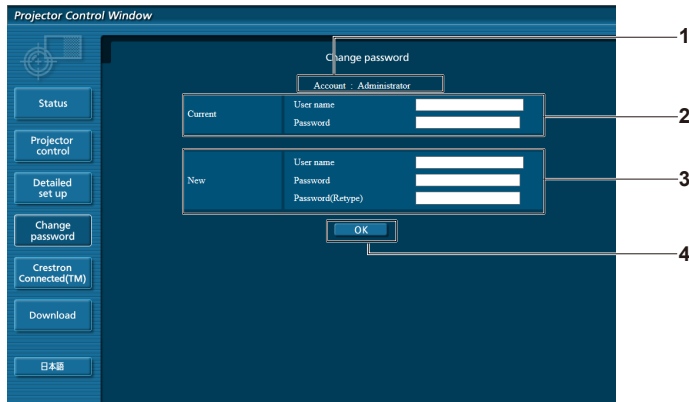 Projector Control Window
Change password
Account : Administrator
Status
Projector
control
Detailed
set up
Change
password
Crestron
Connected(TM)
Download
日本語
Current
User name
Password
New
User name
Password
Password(Retype)
OK
1
2
3
4